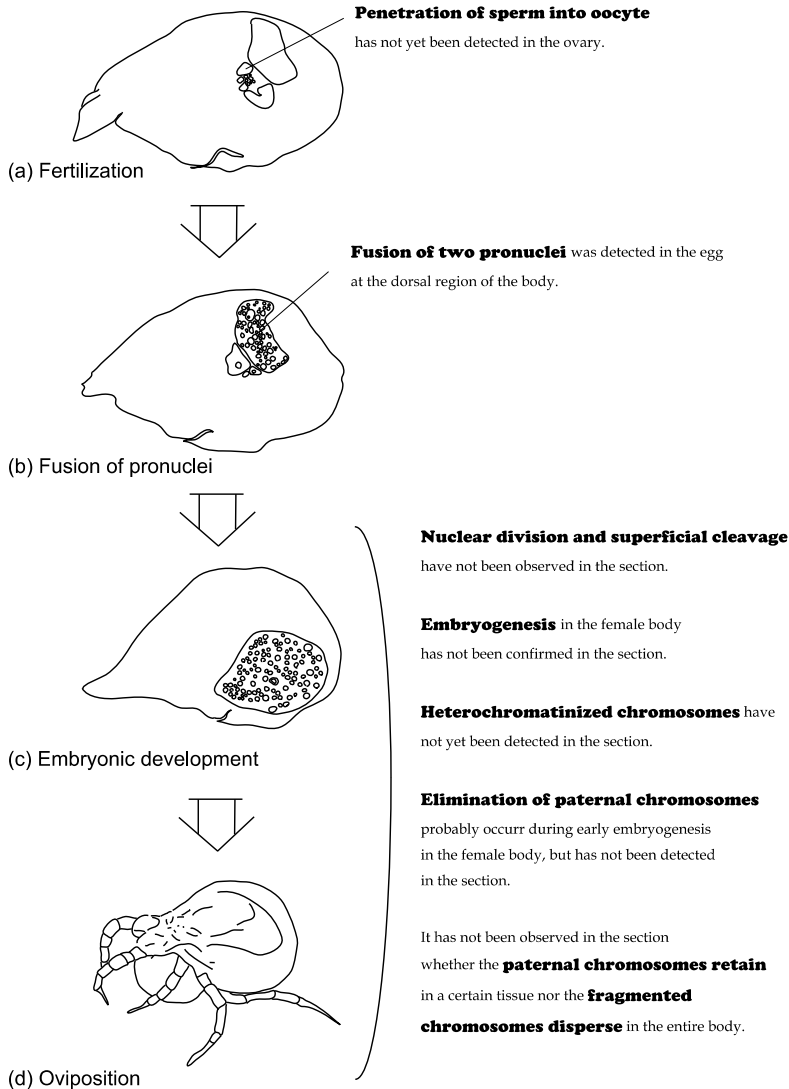 Penetration of sperm into oocyte
has not yet been detected in the ovary.
(a) Fertilization
Fusion of two pronuclei was detected in the egg
at the dorsal region of the body.
(b) Fusion of pronuclei
Nuclear division and superficial cleavage
have not been observed in the section.
Embryogenesis in the female body
has not been confirmed in the section.
Heterochromatinized chromosomes have
not yet been detected in the section.
(c) Embryonic development
Elimination of paternal chromosomes
probably occurr during early embryogenesis
in the female body, but has not been detected
in the section.
It has not been observed in the section
whether the paternal chromosomes retain
in a certain tissue nor the fragmented
chromosomes disperse in the entire body.
(d) Oviposition